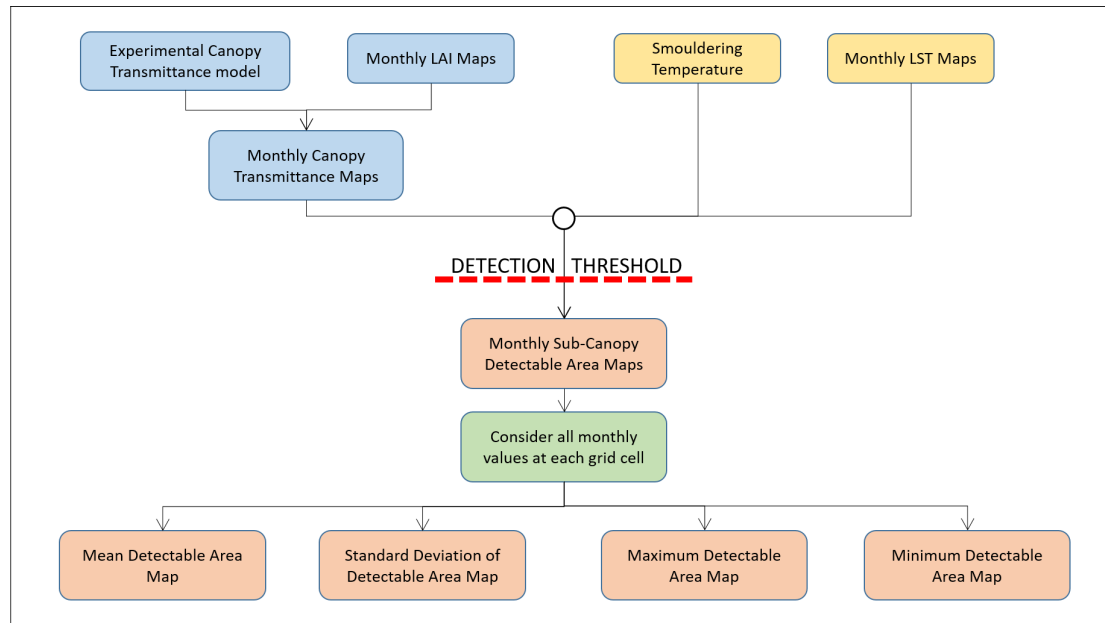 Experimental Canopy
Transmittance model
Monthly LAI Maps
Smouldering
Temperature
Monthly LST Maps
Monthly Canopy
Transmittance Maps
DETECTION THRESHOLD
Monthly Sub-Canopy
Detectable Area Maps
Consider all monthly
values at each grid cell
Mean Detectable Area
Map
Standard Deviation of
Detectable Area Map
Maximum Detectable
Area Map
Minimum Detectable
Area Map